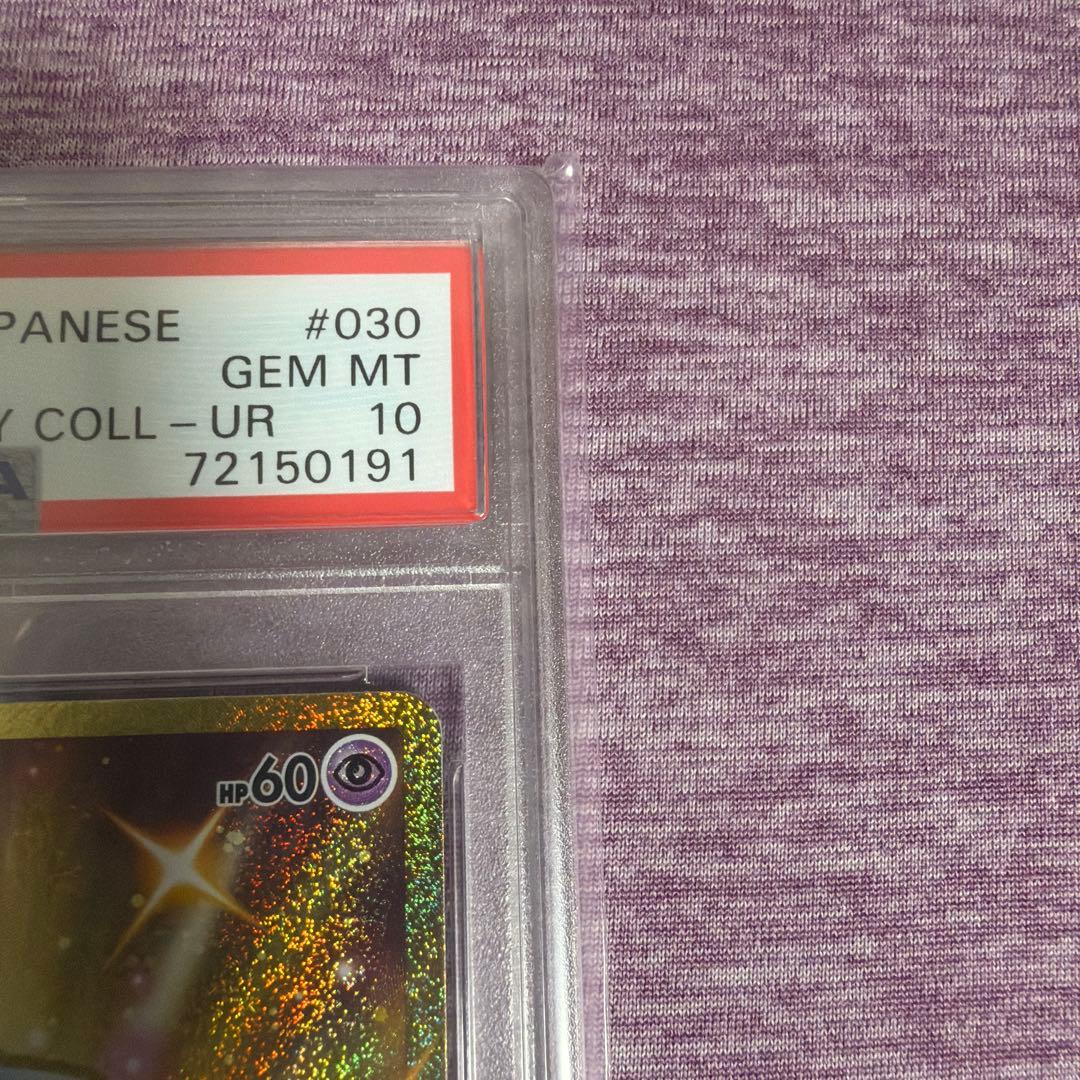 PANESE #030
GEM MT
Y COLL-UR 10
72150191
A
HP60